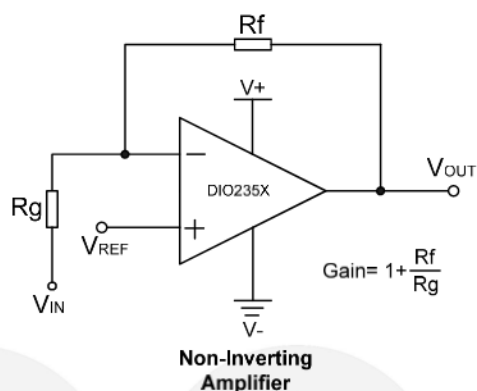 Rf
V+
VOUT
DIO235X
Rg
VREF
Gain= 1+Rf/Rg
VIN
V-
Non-Inverting
Amplifier